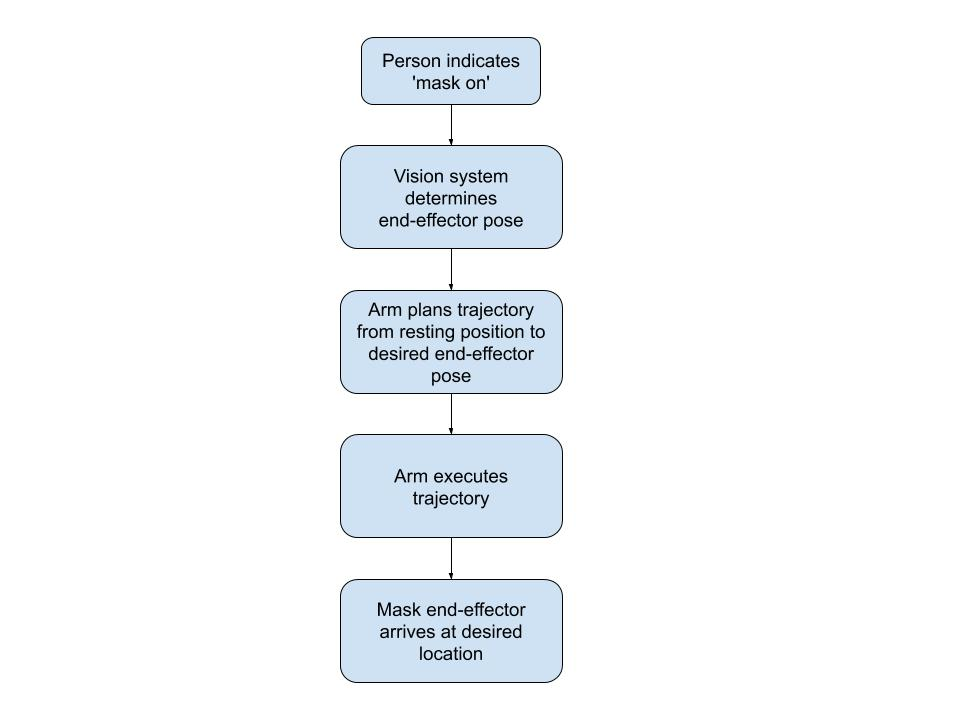 Person indicates
'mask on'
Vision system
determines
end-effector pose
Arm plans trajectory
from resting position to
desired end-effector
pose
Arm executes
trajectory
Mask end-effector
arrives at desired
location